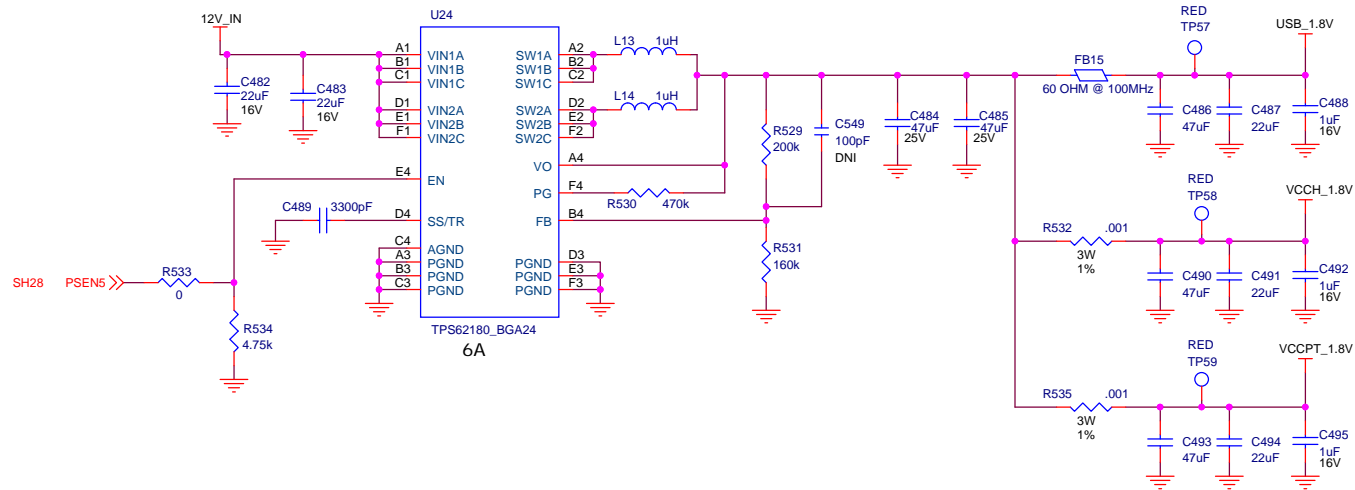 12V_IN
C482
22uF
16V
C483
22uF
16V
U24
A1 VIN1A
B1 VIN1B
C1 VIN1C
D1 VIN2A
E1 VIN2B
F1 VIN2C
E4 EN
D4 SS/TR
C4 AGND
A3 PGND
B3 PGND
C3 PGND
SW1A A2
SW1B B2
SW1C C2
SW2A D2
SW2B E2
SW2C F2
VO A4
PG F4
FB B4
PGND D3
PGND E3
PGND F3
TPS62180_BGA24
6A
C489 3300pF
SH28 PSEN5
R533
0
R534
4.75k
L13 1uH
L14 1uH
R530 470k
R529
200k
C549
100pF
DNI
R531
160k
C484
47uF
25V
C485
47uF
25V
FB15
60 OHM @ 100MHz
RED
TP57
USB_1.8V
C486
47uF
C487
22uF
C488
1uF
16V
R532 .001
3W
1%
RED
TP58
VCCH_1.8V
C490
47uF
C491
22uF
C492
1uF
16V
R535 .001
3W
1%
RED
TP59
VCCPT_1.8V
C493
47uF
C494
22uF
C495
1uF
16V